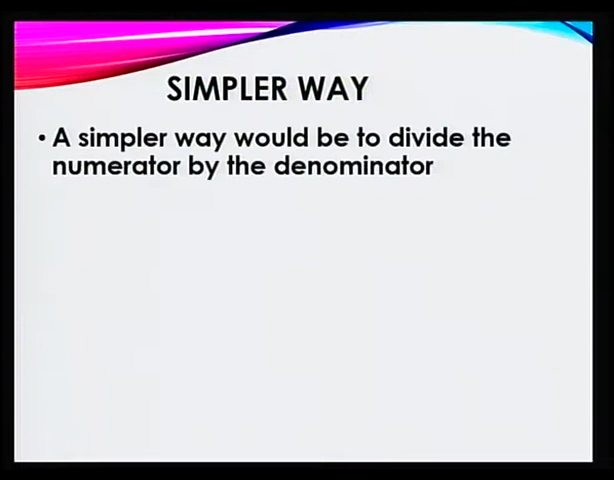 SIMPLER WAY
• A simpler way would be to divide the
numerator by the denominator